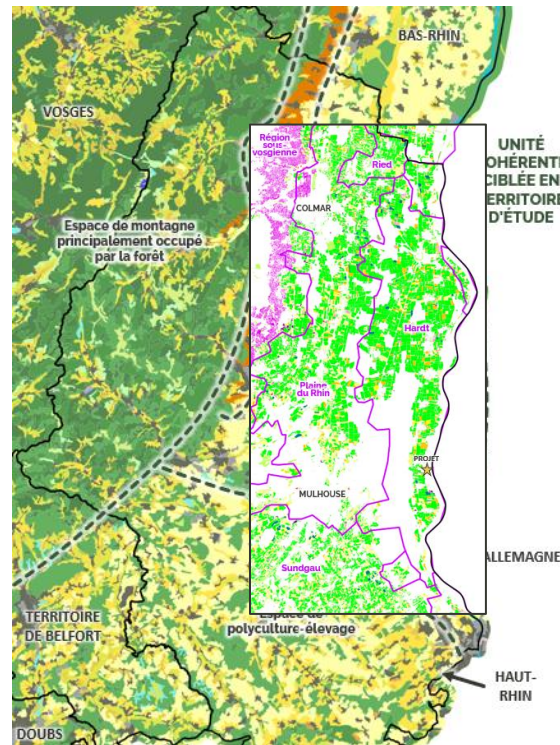 BAS-RHIN
VOSGES
Région
sous-
vosgienne
Ried
UNITÉ
OHÉRENTE
CIBLÉE EN
ERRITOIRE
D'ÉTUDE
COLMAR
Espace de montagne
principalement occupé
par la forêt
Hardt
Plaine
du Rhin
PROJET
MULHOUSE
Sundgau
ALLEMAGNE
TERRITOIRE
DE BELFORT
Espace de
polyculture-élevage
HAUT-
RHIN
DOUBS